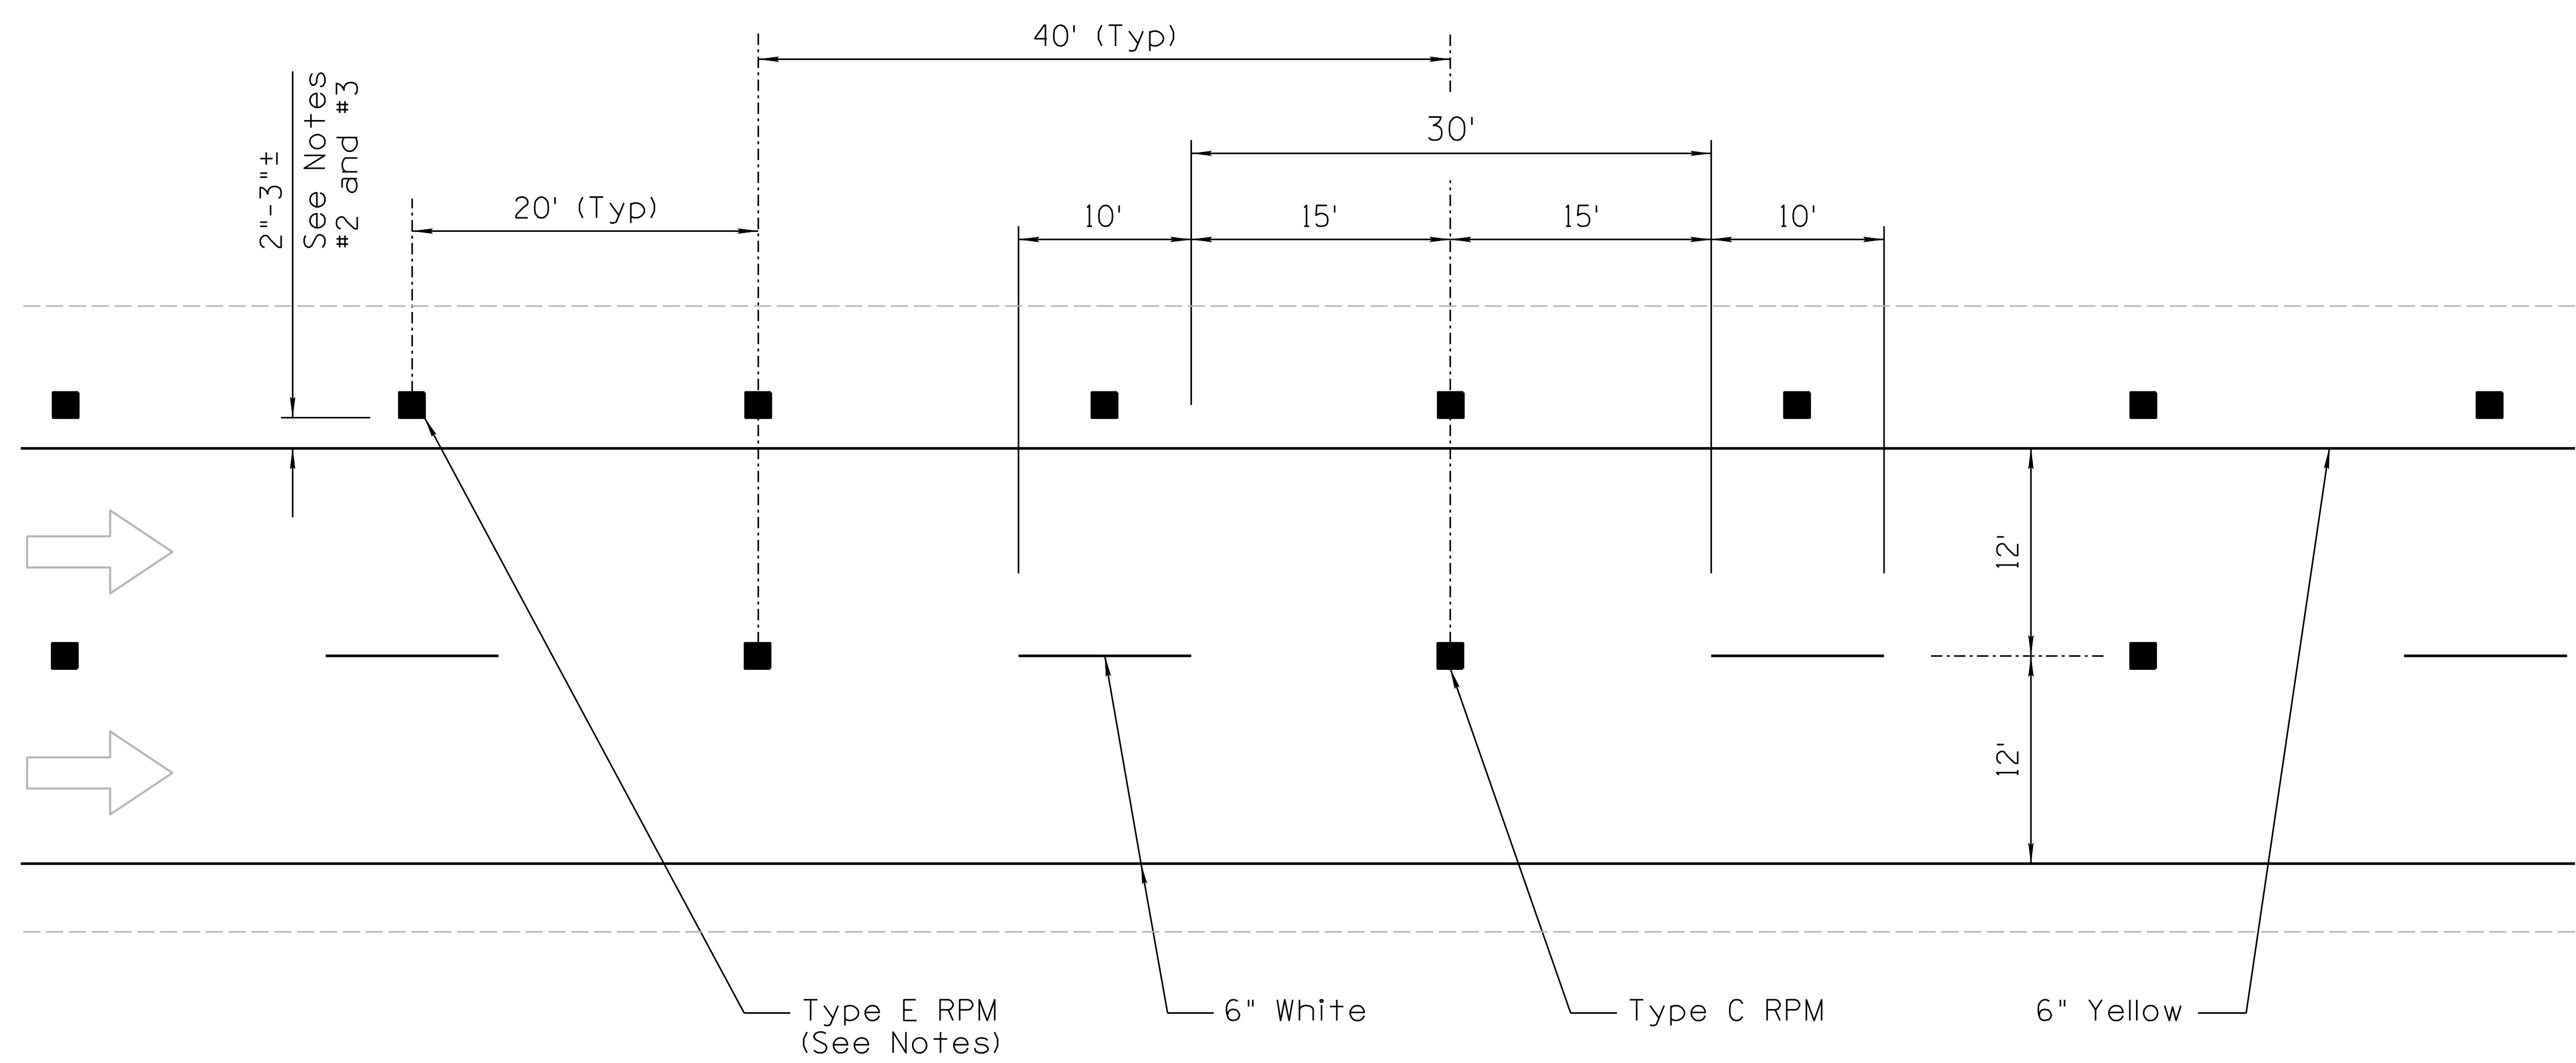 40' (Typ)
2"-3"±
See Notes
#2 and #3
30'
20' (Typ)
10'
15'
15'
10'
12'
12'
Type E RPM
(See Notes)
6" White
Type C RPM
6" Yellow